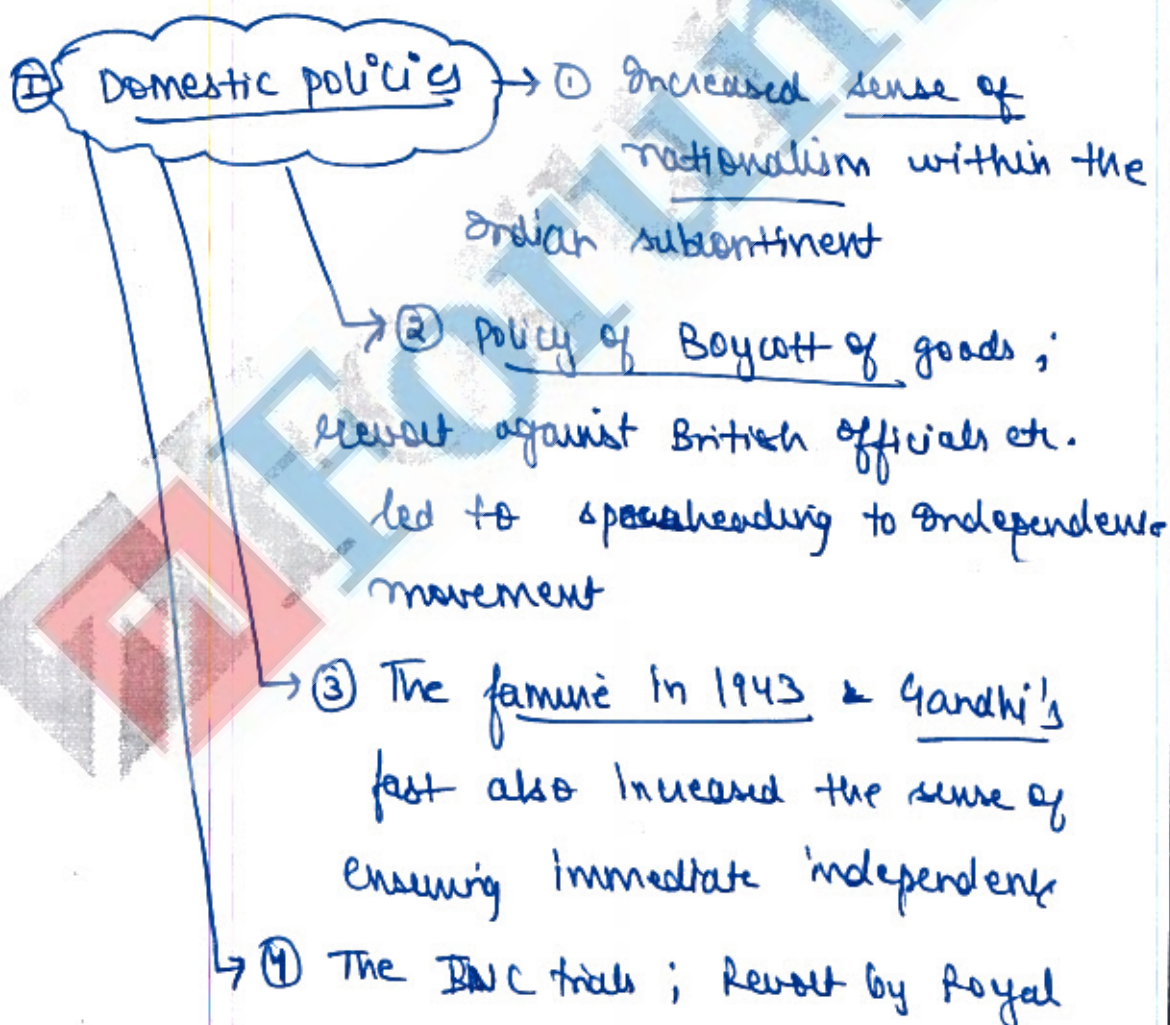 I Domestic policies → ① Increased sense of
nationalism within the
Indian subcontinent
→ ② Policy of Boycott of goods ;
revolt against British officials etc.
led to spearheading to Independence
movement
→ ③ The famine in 1943 & Gandhi's
fast also increased the sense of
ensuring immediate independence
→ ④ The INC trials ; Revolt by Royal
Forum